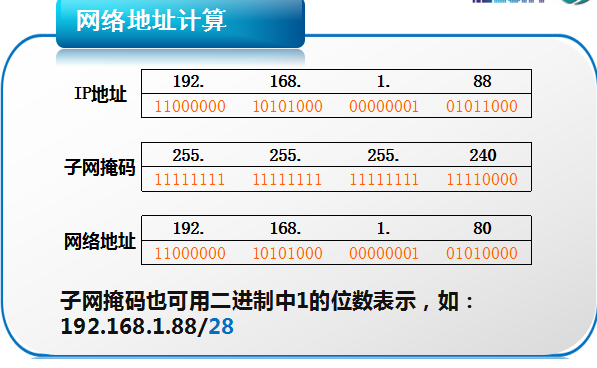 网络地址计算
IP地址
192. 168. 1. 88
11000000 10101000 00000001 01011000
子网掩码
255. 255. 255. 240
11111111 11111111 11111111 11110000
网络地址
192. 168. 1. 80
11000000 10101000 00000001 01010000
子网掩码也可用二进制中1的位数表示，如：
192.168.1.88/28